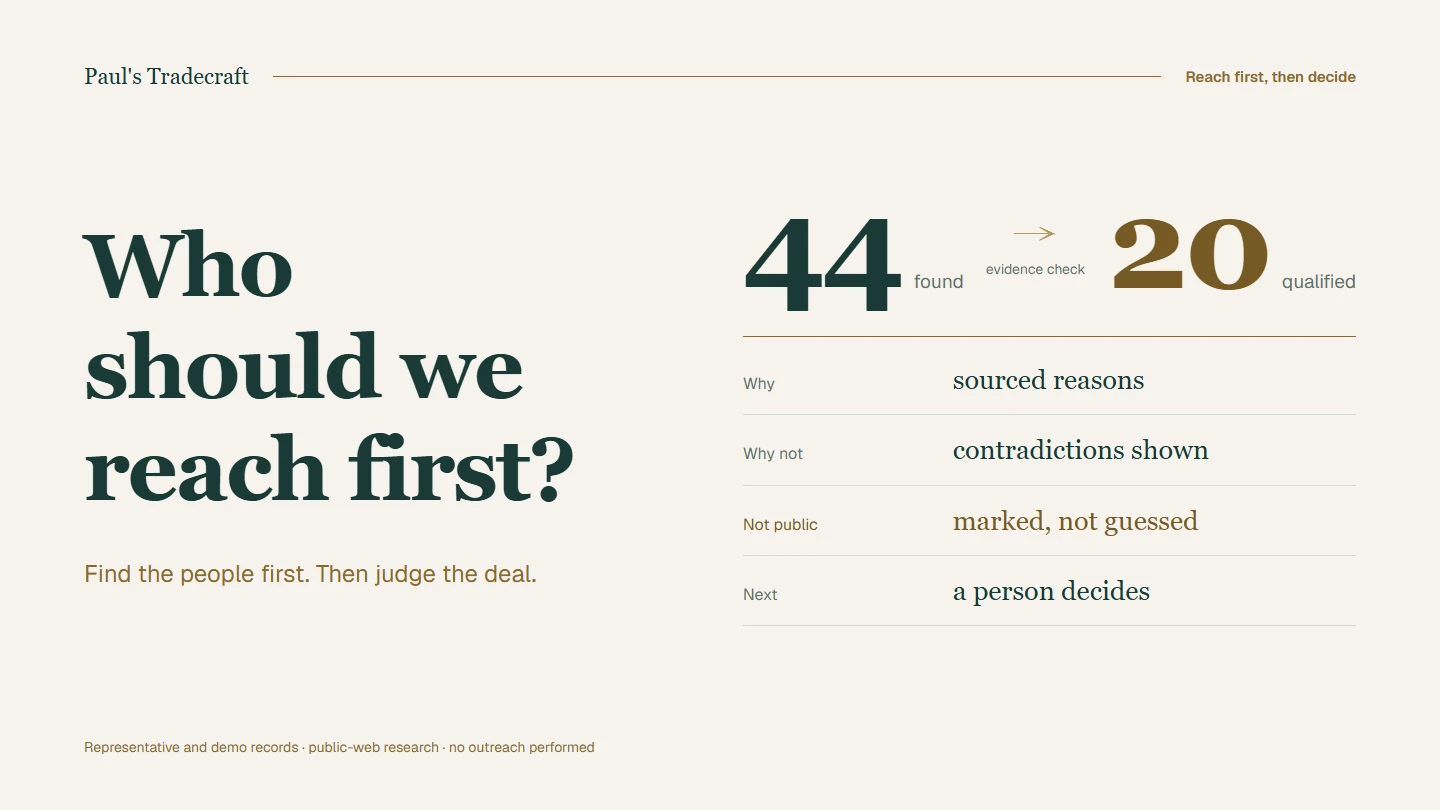 Paul's Tradecraft
Reach first, then decide
Who
should we
reach first?
Find the people first. Then judge the deal.
44 found
evidence check
20 qualified
Why sourced reasons
Why not contradictions shown
Not public marked, not guessed
Next a person decides
Representative and demo records · public-web research · no outreach performed